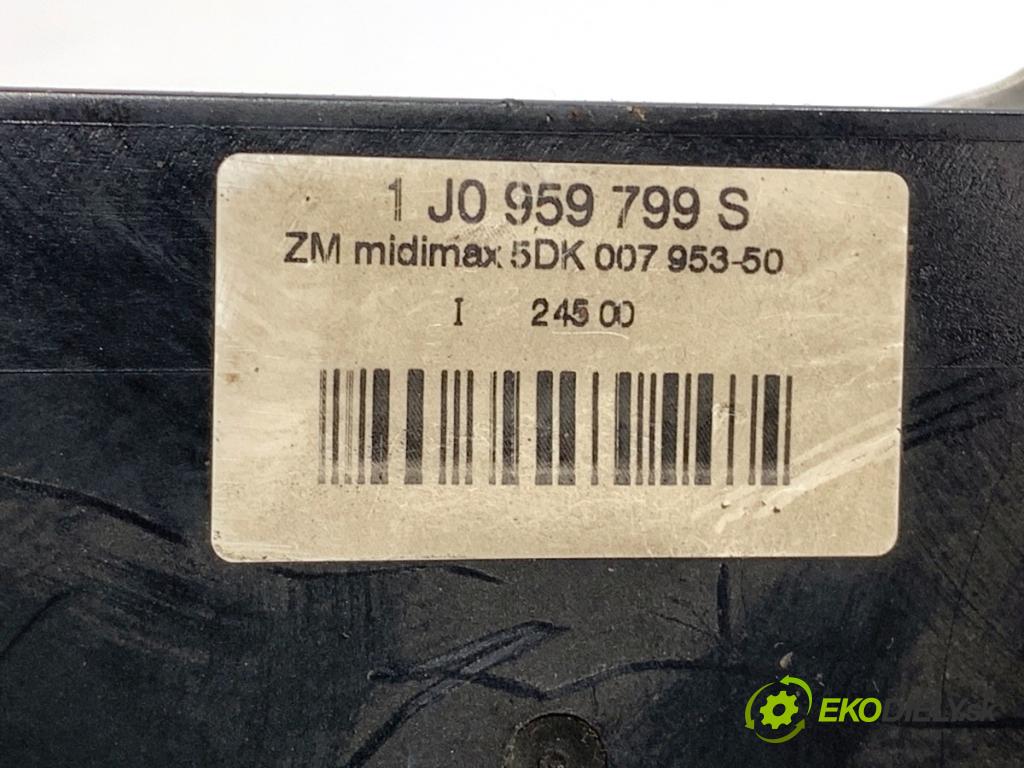 1 J0 959 799 S
ZM midimax 5DK 007 953-50
I 245 00
EKODIELY.sk